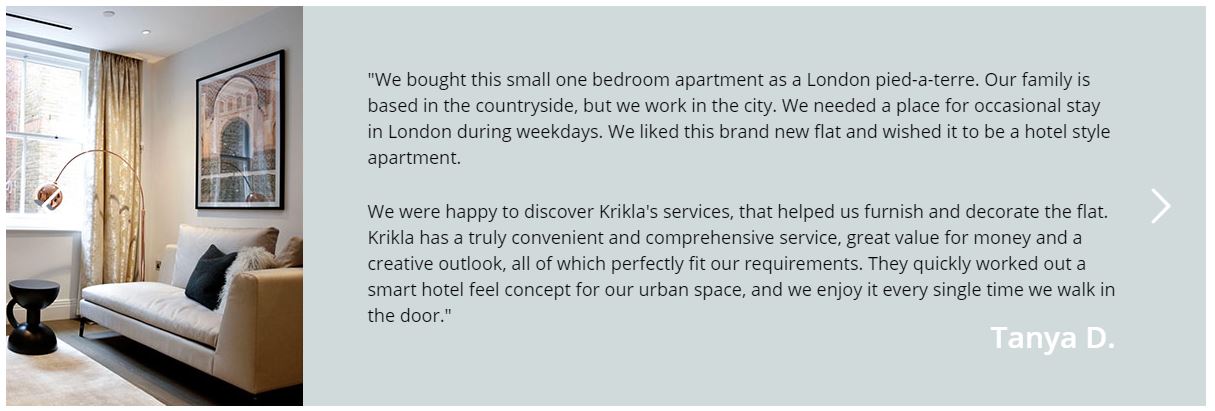 "We bought this small one bedroom apartment as a London pied-a-terre. Our family is
based in the countryside, but we work in the city. We needed a place for occasional stay
in London during weekdays. We liked this brand new flat and wished it to be a hotel style
apartment.
We were happy to discover Krikla's services, that helped us furnish and decorate the flat.
Krikla has a truly convenient and comprehensive service, great value for money and a
creative outlook, all of which perfectly fit our requirements. They quickly worked out a
smart hotel feel concept for our urban space, and we enjoy it every single time we walk in
the door."
Tanya D.